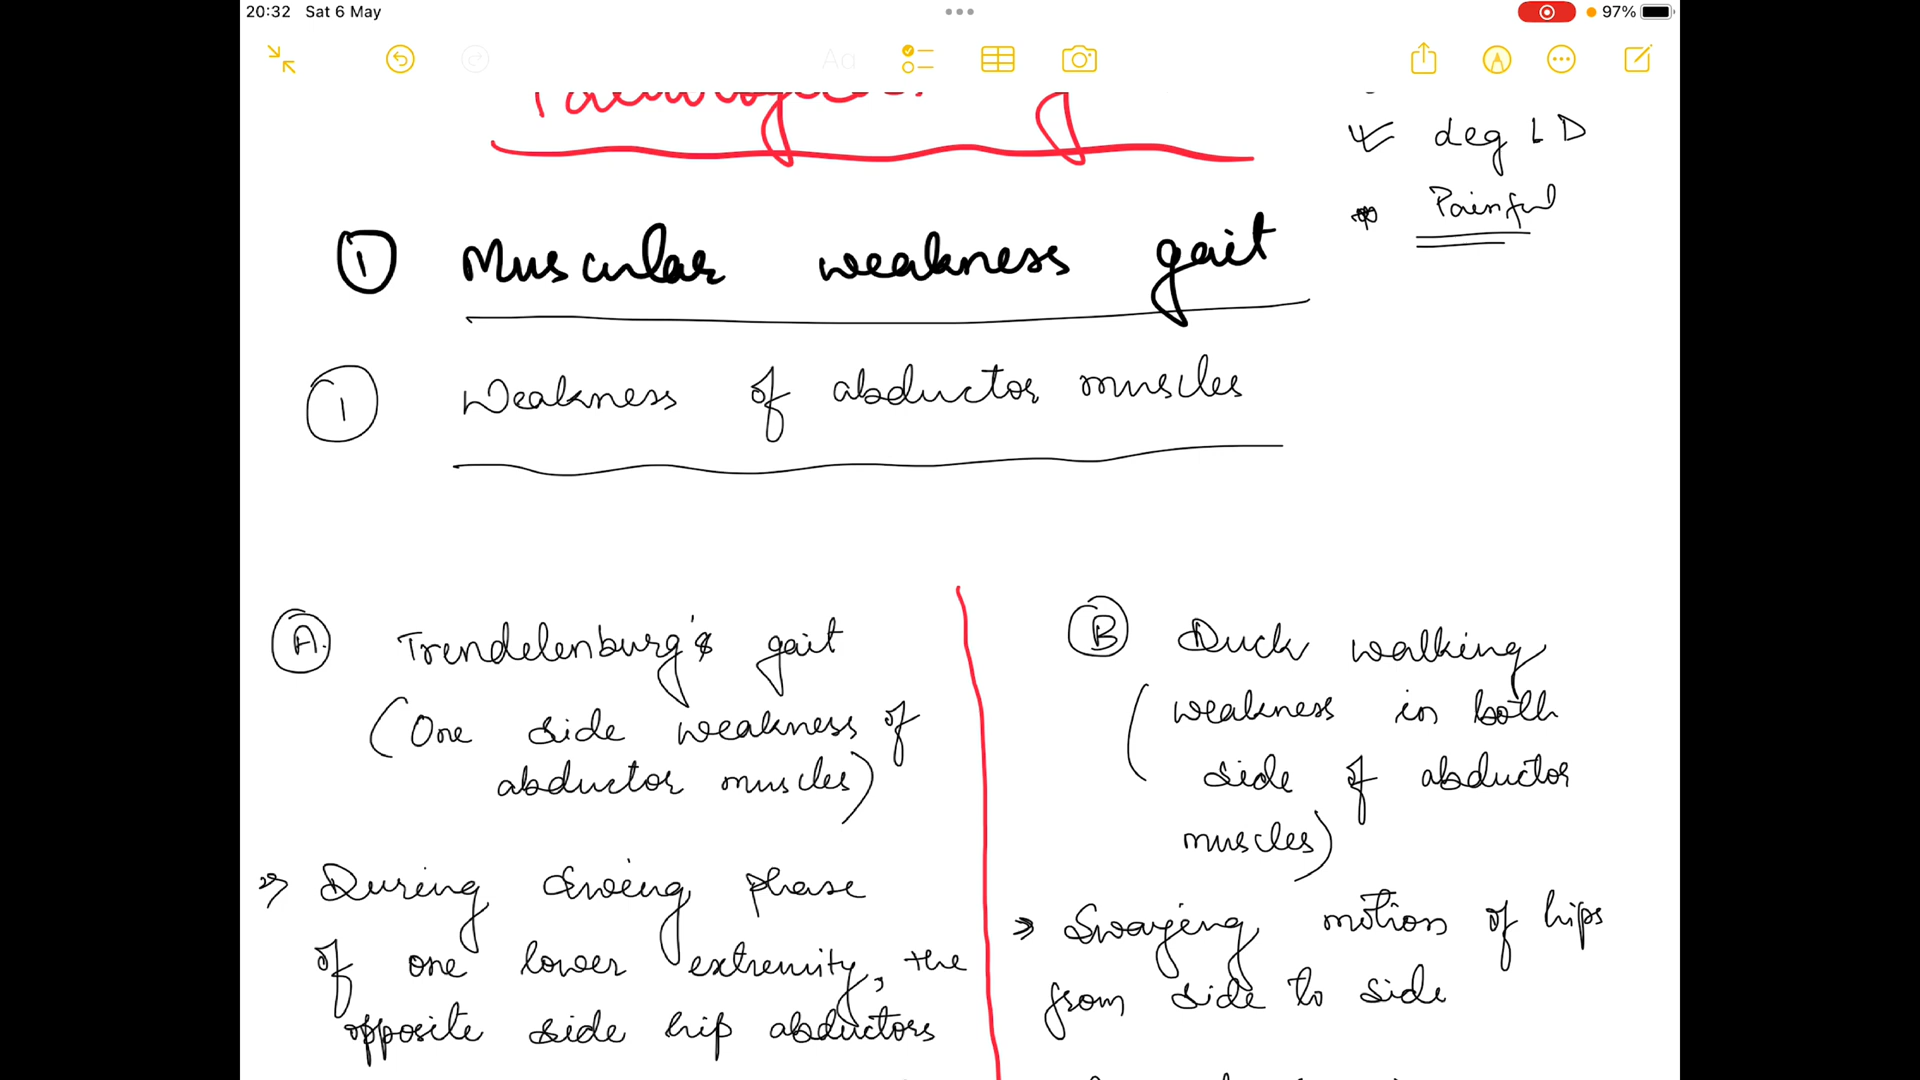 20:32 Sat 6 May
97%
Aa
deg LD
Painful
1 Muscular weakness gait
1 Weakness of abductor muscles
A. Trendelenburg's gait
(One side weakness of
abductor muscles)
⇒ During swing phase
of one lower extremity, the
opposite side hip abductors
B Duck walking
(weakness in both
side of abductor
muscles)
⇒ Swaying motion of hips
from side to side